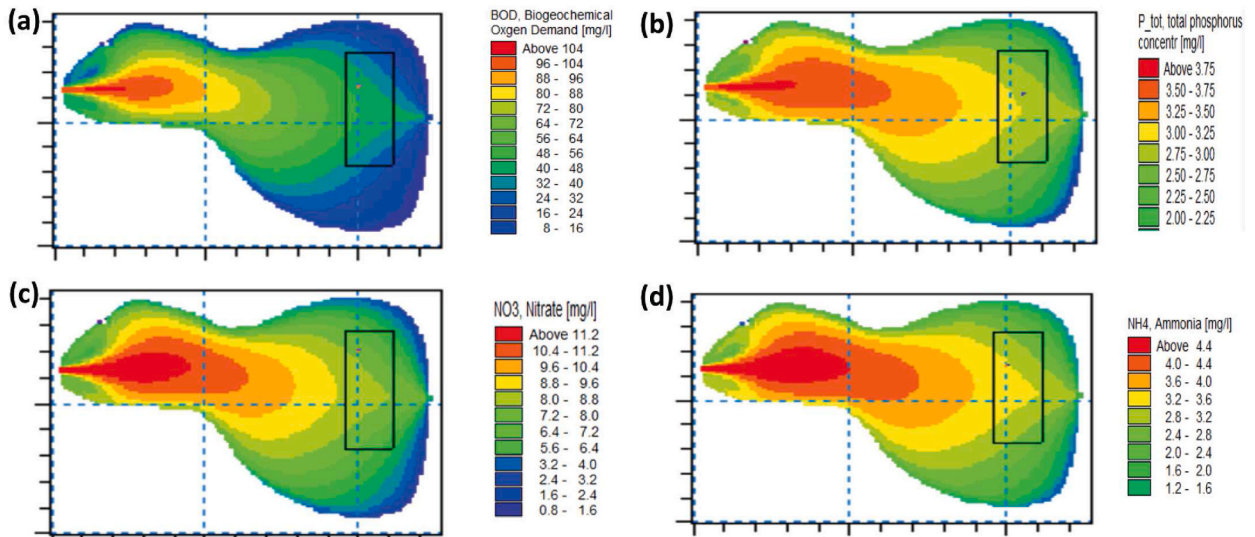 (a)
BOD, Biogeochemical
Oxgen Demand [mg/l]
Above 104
96 - 104
88 - 96
80 - 88
72 - 80
64 - 72
56 - 64
48 - 56
40 - 48
32 - 40
24 - 32
16 - 24
8 - 16
(b)
P_tot, total phosphorus
concentr [mg/l]
Above 3.75
3.50 - 3.75
3.25 - 3.50
3.00 - 3.25
2.75 - 3.00
2.50 - 2.75
2.25 - 2.50
2.00 - 2.25
(c)
NO3, Nitrate [mg/l]
Above 11.2
10.4 - 11.2
9.6 - 10.4
8.8 - 9.6
8.0 - 8.8
7.2 - 8.0
6.4 - 7.2
5.6 - 6.4
3.2 - 4.0
2.4 - 3.2
1.6 - 2.4
0.8 - 1.6
(d)
NH4, Ammonia [mg/l]
Above 4.4
4.0 - 4.4
3.6 - 4.0
3.2 - 3.6
2.8 - 3.2
2.4 - 2.8
2.0 - 2.4
1.6 - 2.0
1.2 - 1.6